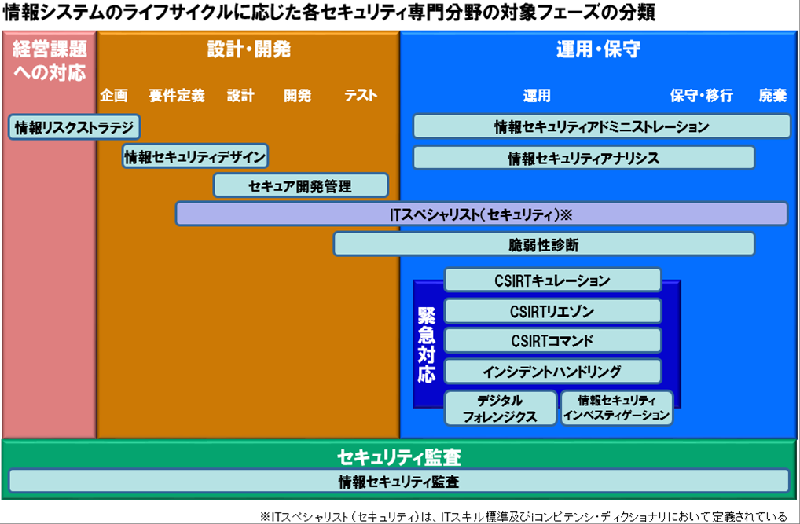 情報システムのライフサイクルに応じた各セキュリティ専門分野の対象フェーズの分類
経営課題
への対応
設計・開発
運用・保守
企画
要件定義
設計
開発
テスト
運用
保守・移行
廃棄
情報リスクストラテジ
情報セキュリティアドミニストレーション
情報セキュリティデザイン
情報セキュリティアナリシス
セキュア開発管理
ITスペシャリスト(セキュリティ)※
脆弱性診断
緊急対応
CSIRTキュレーション
CSIRTリエゾン
CSIRTコマンド
インシデントハンドリング
デジタル
フォレンジクス
情報セキュリティ
インベスティゲーション
セキュリティ監査
情報セキュリティ監査
※ITスペシャリスト(セキュリティ)は、ITスキル標準及びiコンピテンシ・ディクショナリにおいて定義されている